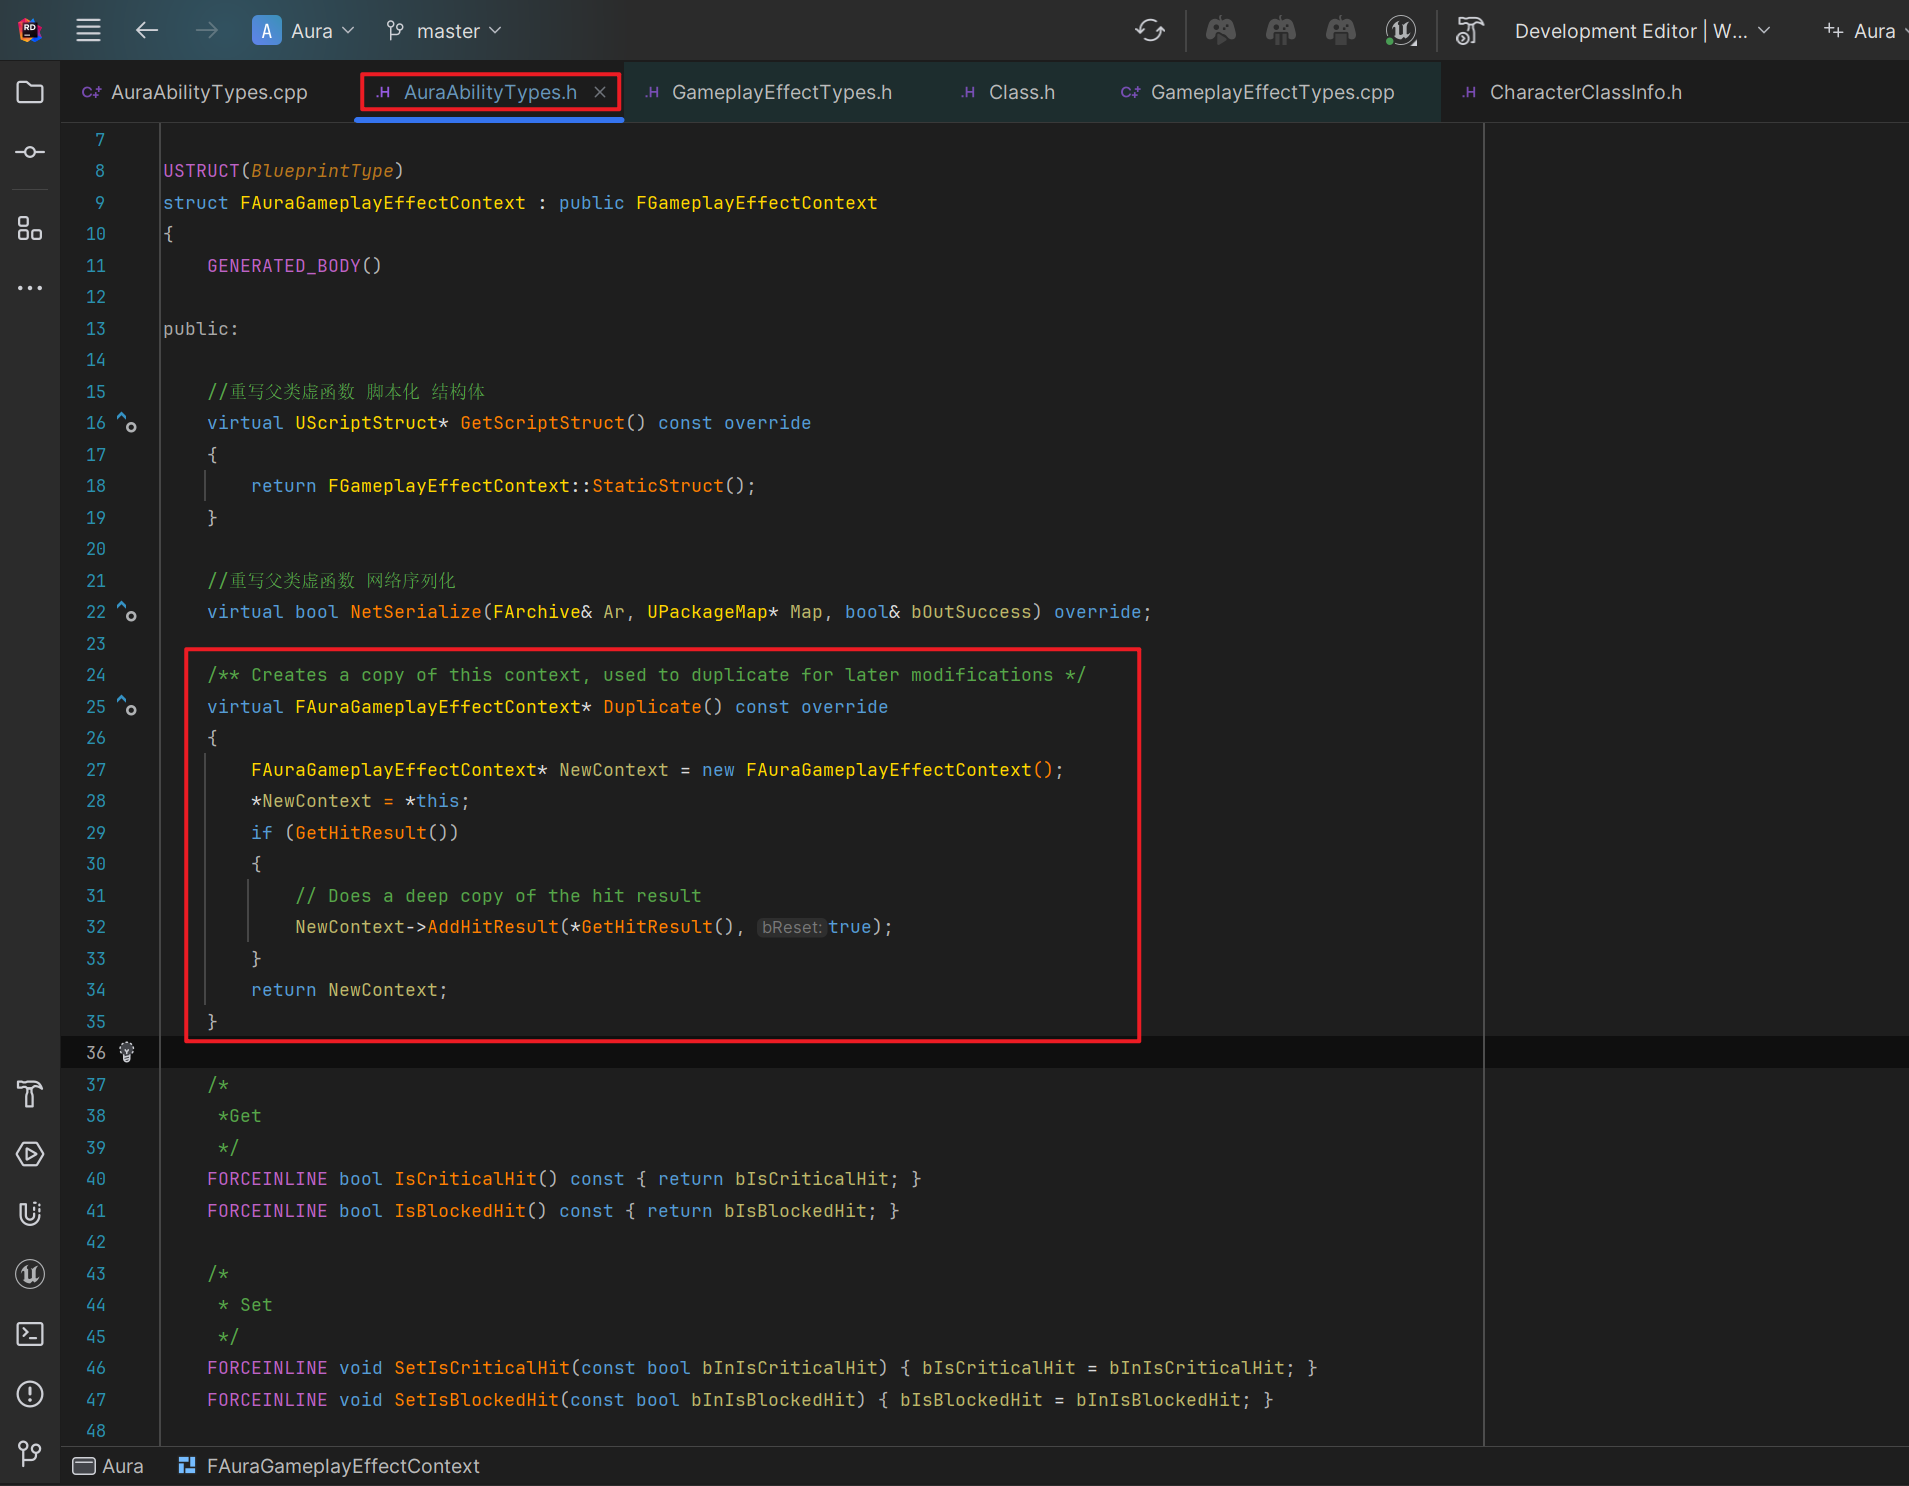 RD
A Aura
master
Development Editor | W...
Aura
C++ AuraAbilityTypes.cpp
.H AuraAbilityTypes.h
.H GameplayEffectTypes.h
.H Class.h
C++ GameplayEffectTypes.cpp
.H CharacterClassInfo.h
7
8 USTRUCT(BlueprintType)
9 struct FAuraGameplayEffectContext : public FGameplayEffectContext
10 {
11 GENERATED_BODY()
12
13 public:
14
15 //重写父类虚函数 脚本化 结构体
16 virtual UScriptStruct* GetScriptStruct() const override
17 {
18 return FGameplayEffectContext::StaticStruct();
19 }
20
21 //重写父类虚函数 网络序列化
22 virtual bool NetSerialize(FArchive& Ar, UPackageMap* Map, bool& bOutSuccess) override;
23
24 /** Creates a copy of this context, used to duplicate for later modifications */
25 virtual FAuraGameplayEffectContext* Duplicate() const override
26 {
27 FAuraGameplayEffectContext* NewContext = new FAuraGameplayEffectContext();
28 *NewContext = *this;
29 if (GetHitResult())
30 {
31 // Does a deep copy of the hit result
32 NewContext->AddHitResult(*GetHitResult(), bReset: true);
33 }
34 return NewContext;
35 }
36
37 /*
38 *Get
39 */
40 FORCEINLINE bool IsCriticalHit() const { return bIsCriticalHit; }
41 FORCEINLINE bool IsBlockedHit() const { return bIsBlockedHit; }
42
43 /*
44 * Set
45 */
46 FORCEINLINE void SetIsCriticalHit(const bool bInIsCriticalHit) { bIsCriticalHit = bInIsCriticalHit; }
47 FORCEINLINE void SetIsBlockedHit(const bool bInIsBlockedHit) { bIsBlockedHit = bInIsBlockedHit; }
48
Aura
FAuraGameplayEffectContext